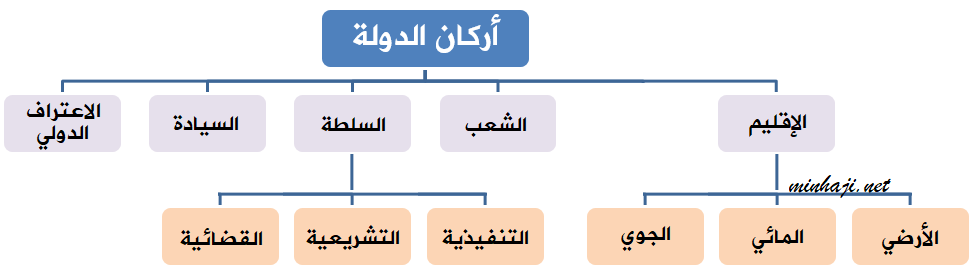 أركان الدولة
الإقليم
الشعب
السلطة
السيادة
الاعتراف
الدولي
minhaji.net
الأرضي
المائي
الجوي
التنفيذية
التشريعية
القضائية